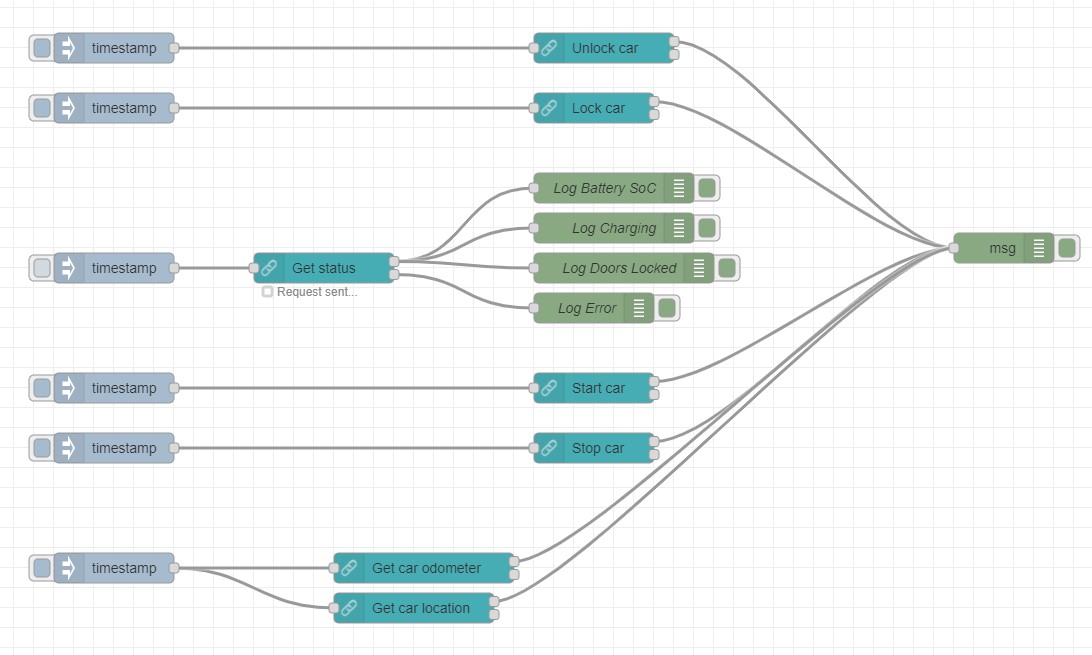 timestamp
Unlock car
timestamp
Lock car
Log Battery SoC
Log Charging
msg
timestamp
Get status
Log Doors Locked
Request sent...
Log Error
timestamp
Start car
timestamp
Stop car
timestamp
Get car odometer
Get car location